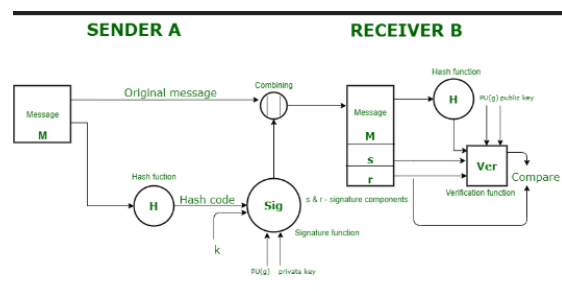 SENDER A
RECEIVER B
Message
M
Original message
Combining
Hash fuction
H
Hash code
k
Sig
s & r - signature components
Signature function
PU(g)
private key
Message
M
s
r
Hash function
H
PU(g) public key
Ver
Verification function
Compare